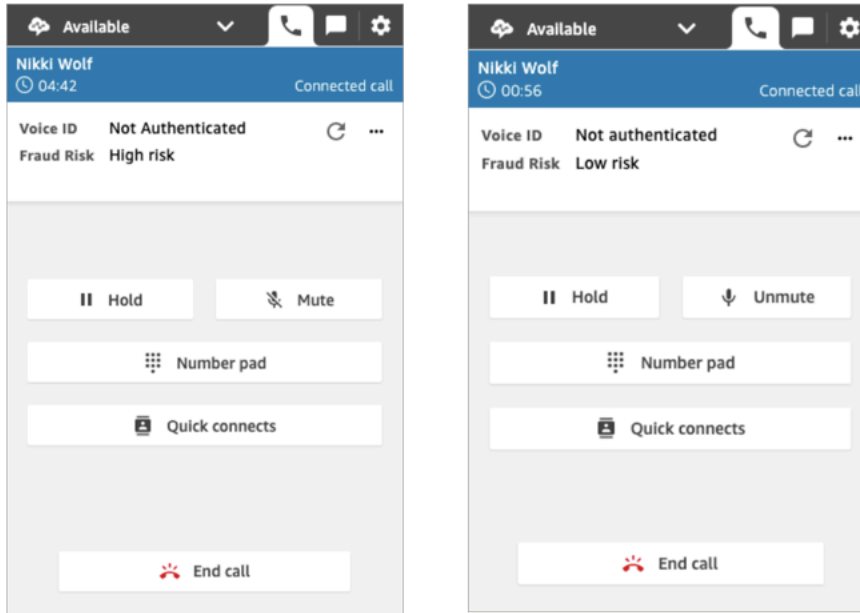 Available
Nikki Wolf
04:42 Connected call
Voice ID Not Authenticated
Fraud Risk High risk
Hold Mute
Number pad
Quick connects
End call
Available
Nikki Wolf
00:56 Connected call
Voice ID Not authenticated
Fraud Risk Low risk
Hold Unmute
Number pad
Quick connects
End call